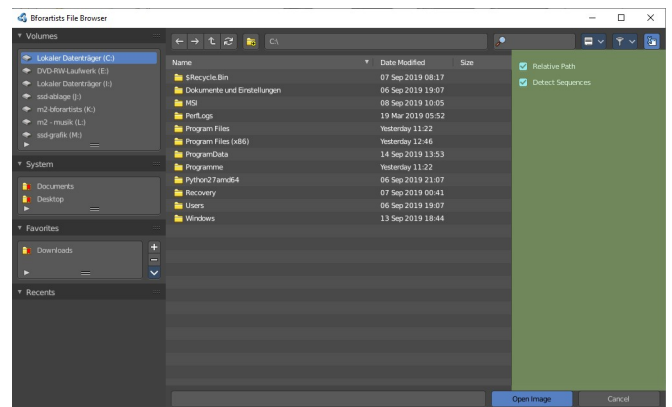 Bforartists File Browser
Volumes
Lokaler Datenträger (C:)
DVD-RW-Laufwerk (E:)
Lokaler Datenträger (I:)
ssd-ablage (J:)
m2-bforartists (K:)
m2 - musik (L:)
ssd-grafik (M:)
System
Documents
Desktop
Favorites
Downloads
Recents
C:\
Name Date Modified Size
$Recycle.Bin 07 Sep 2019 08:17
Dokumente und Einstellungen 06 Sep 2019 19:07
MSI 08 Sep 2019 10:05
PerfLogs 19 Mar 2019 05:52
Program Files Yesterday 11:22
Program Files (x86) Yesterday 12:46
ProgramData 14 Sep 2019 13:53
Programme Yesterday 11:22
Python27amd64 06 Sep 2019 21:07
Recovery 07 Sep 2019 00:41
Users 06 Sep 2019 19:07
Windows 13 Sep 2019 18:44
Relative Path
Detect Sequences
Open Image Cancel